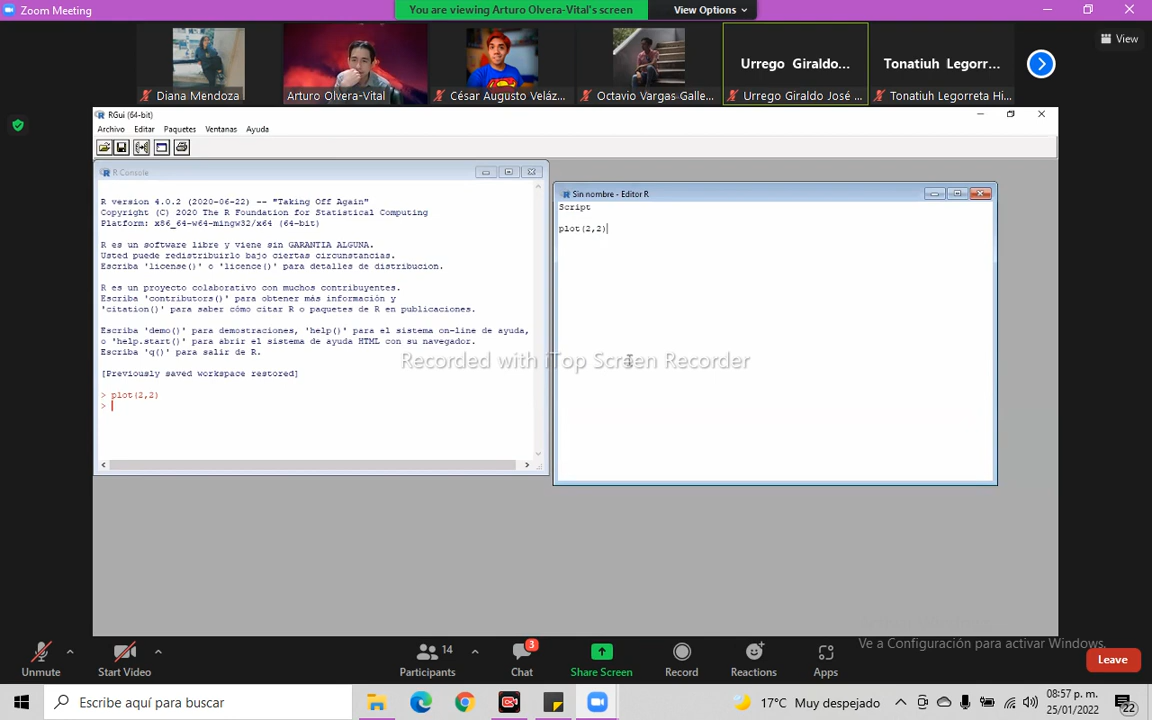 Zoom Meeting
You are viewing Arturo Olvera-Vital's screen
View Options
View
Urrego Giraldo...
Tonatiuh Legorr...
Diana Mendoza
Arturo Olvera-Vital
César Augusto Veláz...
Octavio Vargas-Galle...
Urrego Giraldo José ...
Tonatiuh Legorreta Hi...
RGui (64-bit)
Archivo Editar Paquetes Ventanas Ayuda
R Console
R version 4.0.2 (2020-06-22) -- "Taking Off Again"
Copyright (C) 2020 The R Foundation for Statistical Computing
Platform: x86_64-w64-mingw32/x64 (64-bit)
R es un software libre y viene sin GARANTIA ALGUNA.
Usted puede redistribuirlo bajo ciertas circunstancias.
Escriba 'license()' o 'licence()' para detalles de distribucion.
R es un proyecto colaborativo con muchos contribuyentes.
Escriba 'contributors()' para obtener más información y
'citation()' para saber cómo citar R o paquetes de R en publicaciones.
Escriba 'demo()' para demostraciones, 'help()' para el sistema on-line de ayuda,
o 'help.start()' para abrir el sistema de ayuda HTML con su navegador.
Escriba 'q()' para salir de R.
[Previously saved workspace restored]
> plot(2,2)
>
Sin nombre - Editor R
Script
plot(2,2)
Recorded with iTop Screen Recorder
Ve a Configuración para activar Windows.
Unmute
Start Video
14
Participants
3
Chat
Share Screen
Record
Reactions
Apps
Leave
Escribe aquí para buscar
17°C Muy despejado
08:57 p. m.
25/01/2022
22